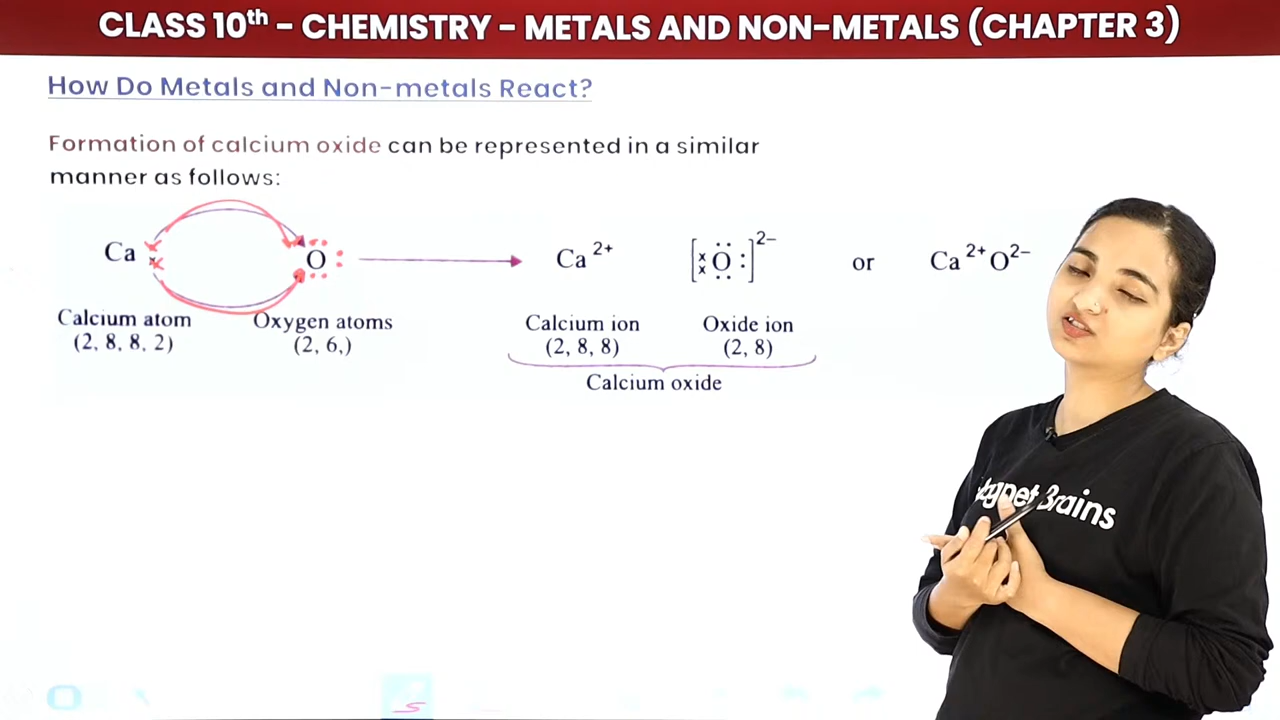 CLASS 10th – CHEMISTRY – METALS AND NON-METALS (CHAPTER 3)
How Do Metals and Non-metals React?
Formation of calcium oxide can be represented in a similar
manner as follows:
Ca O Ca 2+ [ẍ Ö :]2– or Ca2+O2–
Calcium atom Oxygen atoms Calcium ion Oxide ion
(2, 8, 8, 2) (2, 6,) (2, 8, 8) (2, 8)
Calcium oxide
Brains